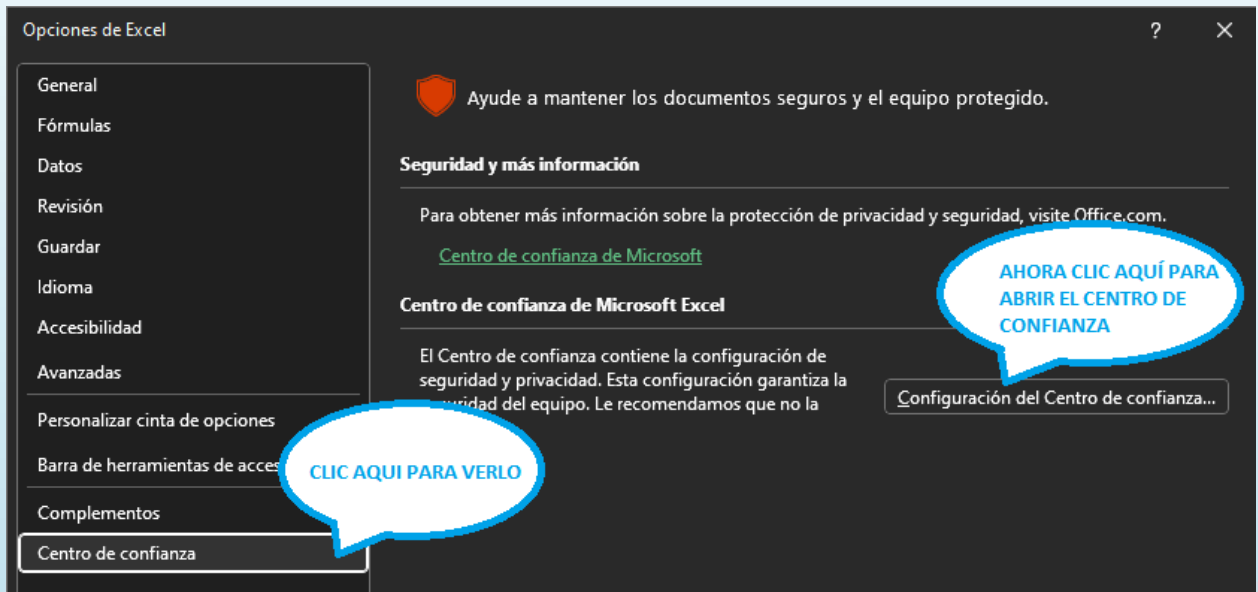 Opciones de Excel
?
General
Fórmulas
Datos
Revisión
Guardar
Idioma
Accesibilidad
Avanzadas
Personalizar cinta de opciones
Barra de herramientas de
Complementos
Centro de confianza
Ayude a mantener los documentos seguros y el equipo protegido.
Seguridad y más información
Para obtener más información sobre la protección de privacidad y seguridad, visite Office.com.
Centro de confianza de Microsoft
Centro de confianza de Microsoft Excel
El Centro de confianza contiene la configuración de
seguridad y privacidad. Esta configuración garantiza la
del equipo. Le recomendamos que no la
Configuración del Centro de confianza...
AHORA CLIC AQUÍ PARA
ABRIR EL CENTRO DE
CONFIANZA
CLIC AQUI PARA VERLO